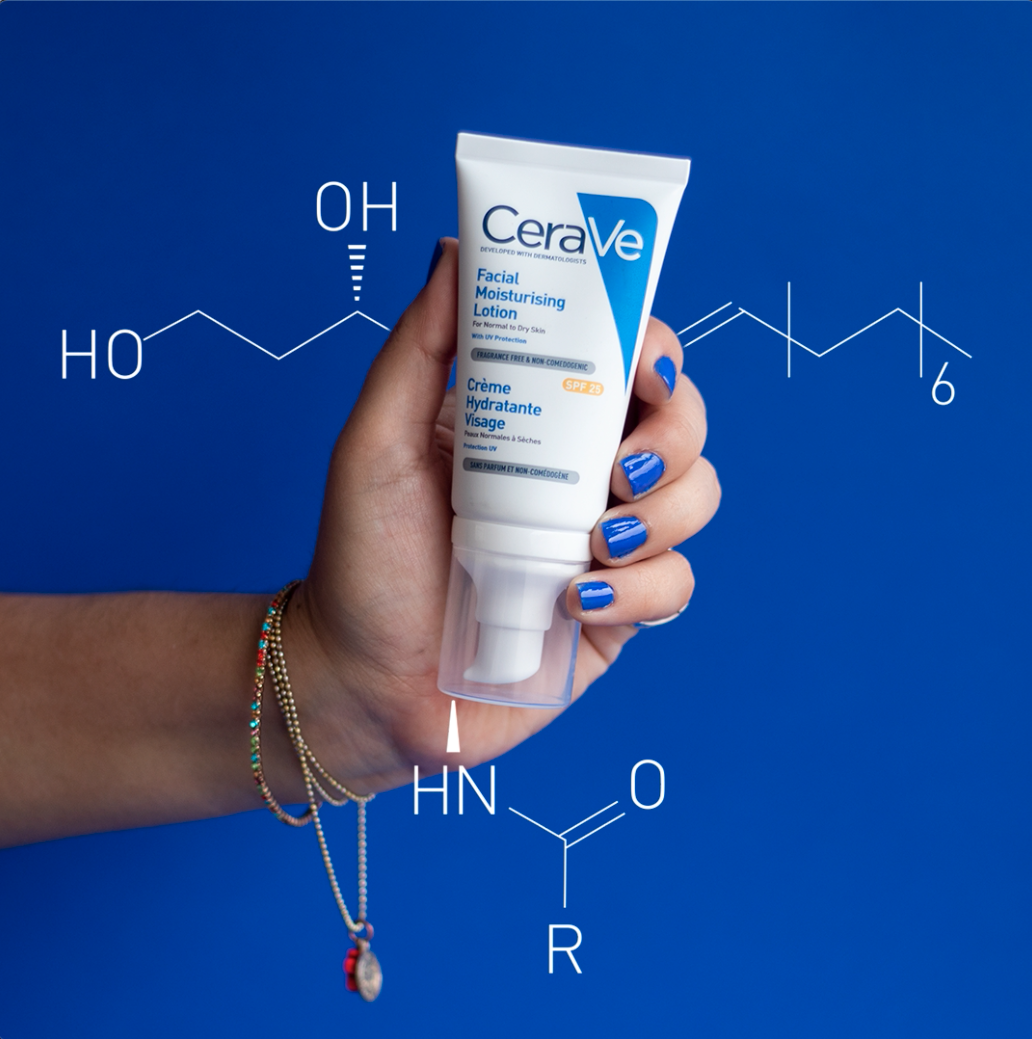 OH
HO
6
CeraVe
DEVELOPED WITH DERMATOLOGISTS
Facial
Moisturising
Lotion
For Normal to Dry Skin
With UV Protection
FRAGRANCE FREE & NON-COMEDOGENIC
SPF 25
Crème
Hydratante
Visage
Peaux Normales à Sèches
Protection UV
SANS PARFUM ET NON-COMÉDOGÈNE
HN
O
R